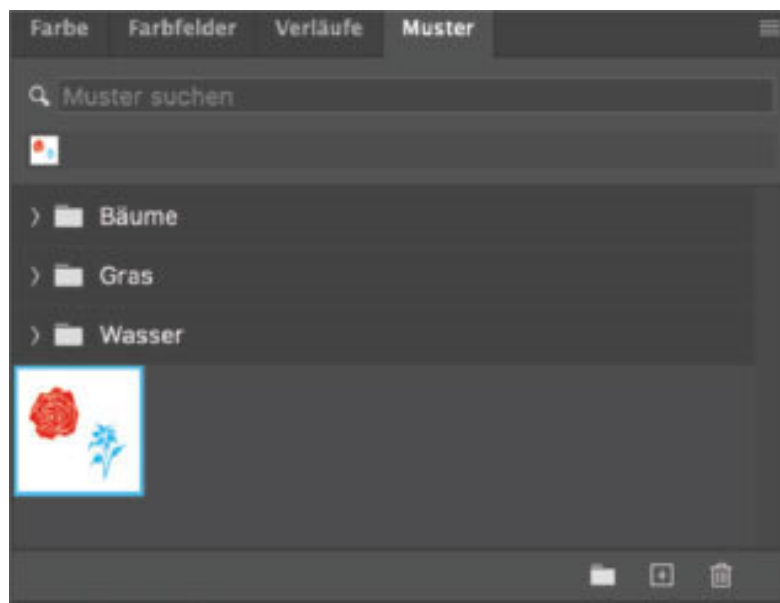 Farbe Farbfelder Verläufe Muster
Muster suchen
Bäume
Gras
Wasser